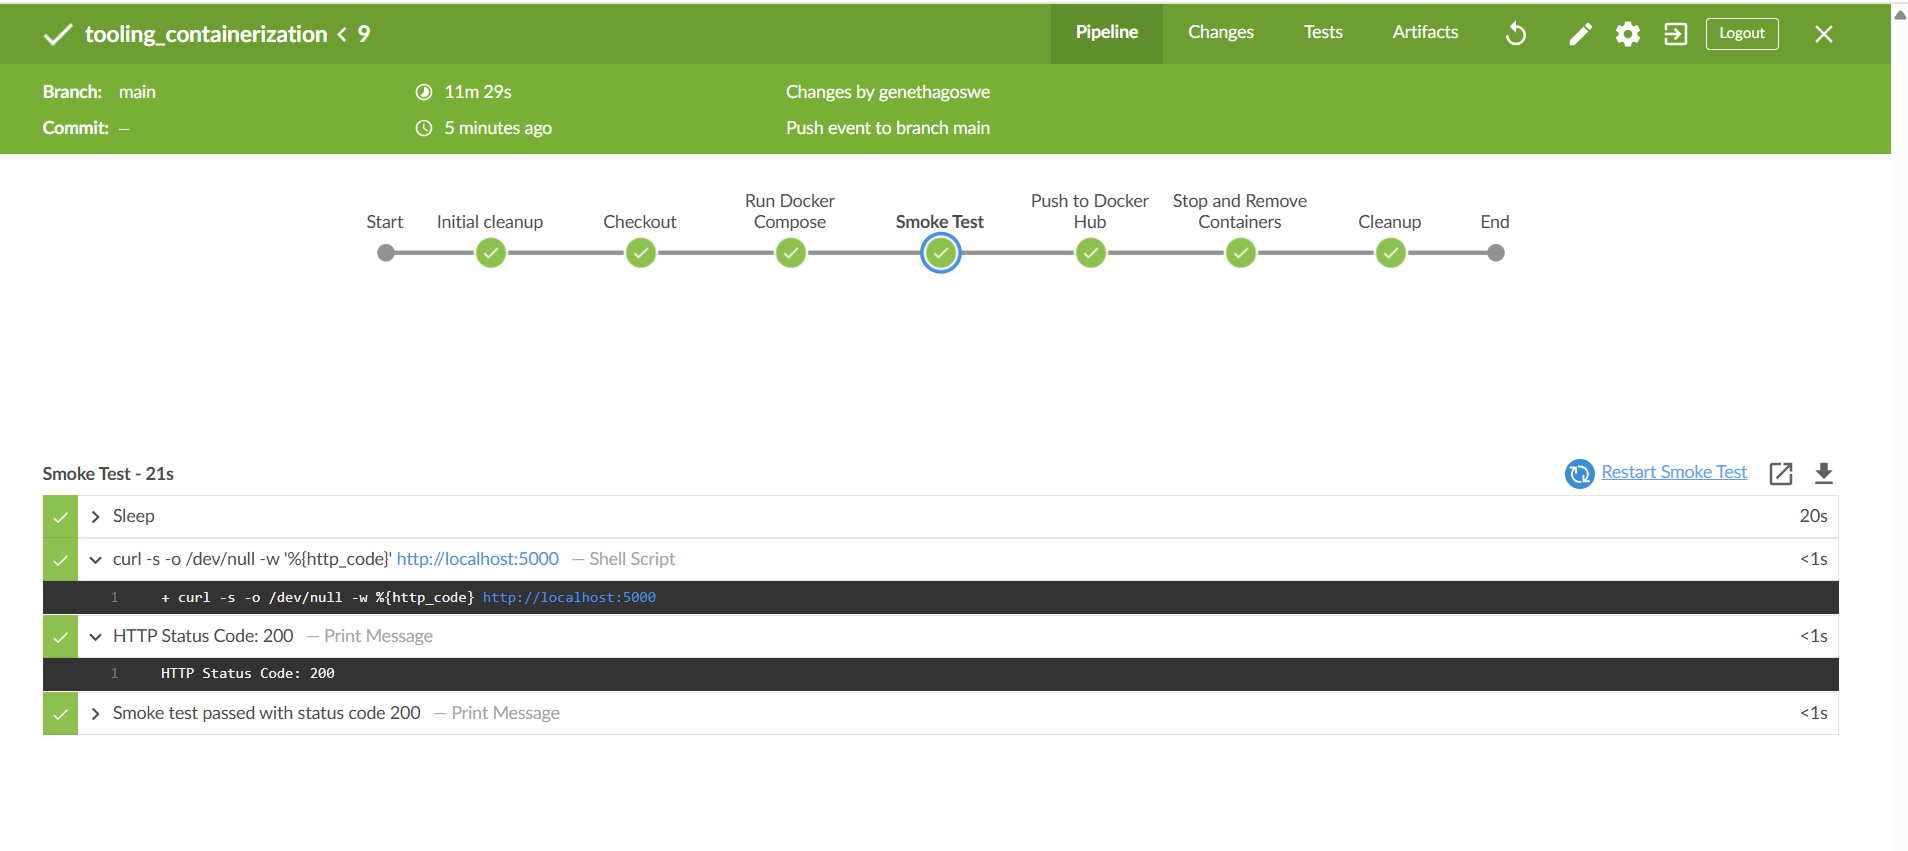 tooling_containerization < 9
Pipeline
Changes
Tests
Artifacts
Logout
Branch: main
11m 29s
Changes by genethagoswe
Commit: –
5 minutes ago
Push event to branch main
Start
Initial cleanup
Checkout
Run Docker
Compose
Smoke Test
Push to Docker
Hub
Stop and Remove
Containers
Cleanup
End
Smoke Test - 21s
Restart Smoke Test
Sleep
20s
curl -s -o /dev/null -w '%{http_code}' http://localhost:5000 — Shell Script
<1s
1 + curl -s -o /dev/null -w %{http_code} http://localhost:5000
HTTP Status Code: 200 — Print Message
<1s
1 HTTP Status Code: 200
Smoke test passed with status code 200 — Print Message
<1s